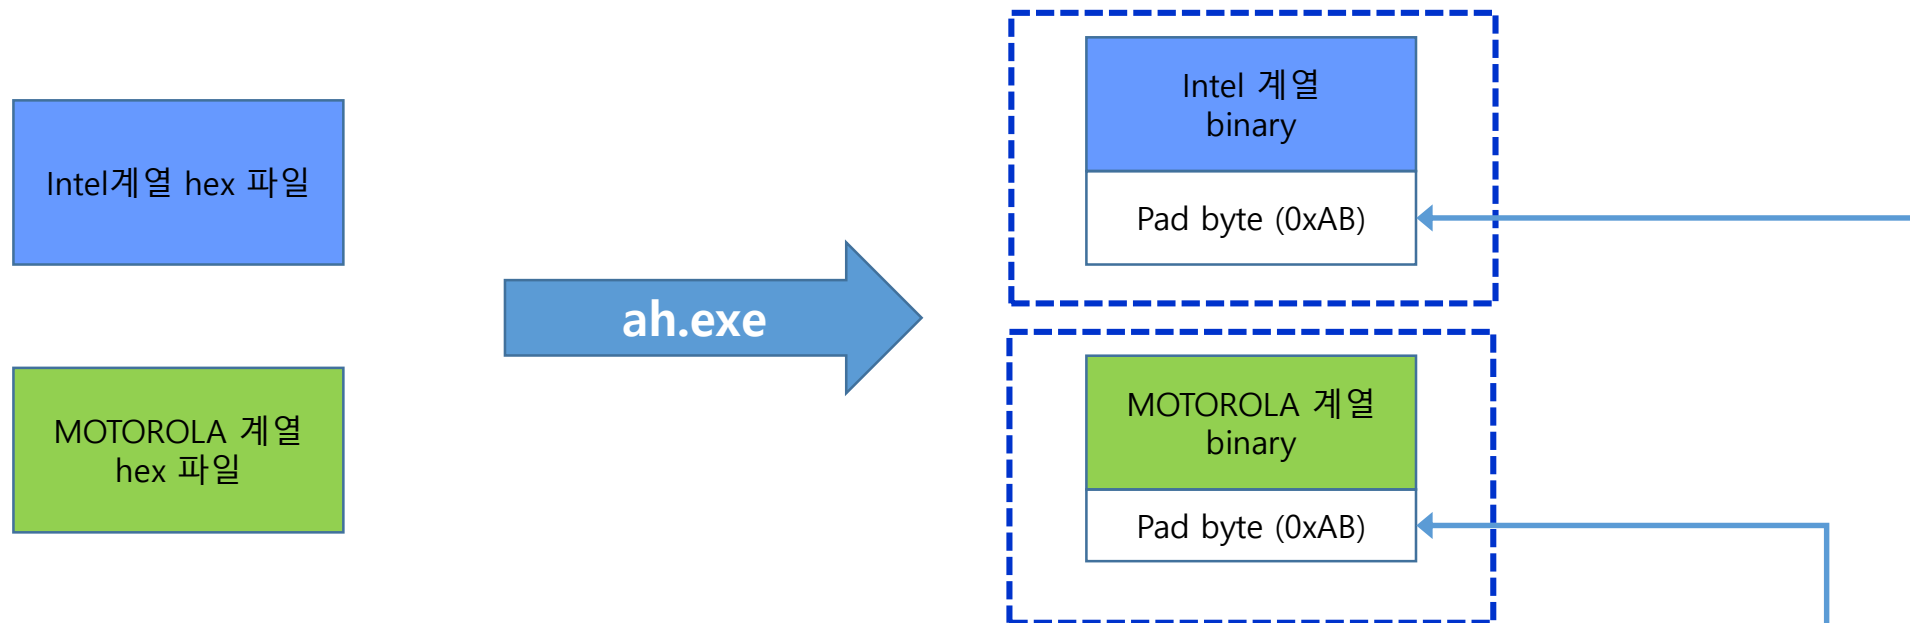 Intel계열 hex 파일
MOTOROLA 계열
hex 파일
ah.exe
Intel 계열
binary
Pad byte (0xAB)
MOTOROLA 계열
binary
Pad byte (0xAB)